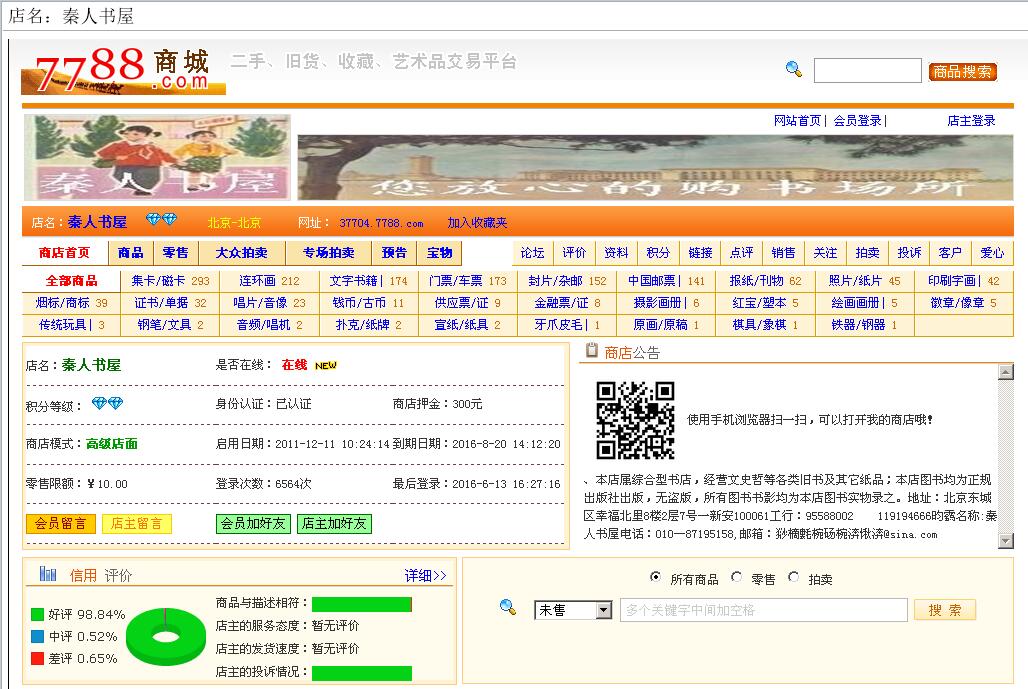 店名：秦人书屋
7788商城
.com
二手、旧货、收藏、艺术品交易平台
商品搜索
网站首页| 会员登录| 店主登录
秦人书屋
您放心的购书场所
店名：秦人书屋 北京-北京 网址： 37704.7788.com 加入收藏夹
商店首页 商品 零售 大众拍卖 专场拍卖 预告 宝物 论坛 评价 资料 积分 链接 点评 销售 关注 拍卖 投诉 客户 爱心
全部商品 集卡/磁卡 293 连环画 212 文字书籍| 174 门票/车票 173 封片/杂邮 152 中国邮票| 141 报纸/刊物 62 照片/纸片 45 印刷字画| 42
烟标/商标 39 证书/单据 32 唱片/音像 23 钱币/古币 11 供应票/证 9 金融票/证 8 摄影画册| 6 红宝/塑本 5 绘画画册| 5 徽章/像章 5
传统玩具| 3 钢笔/文具 2 音频/唱机 2 扑克/纸牌 2 宣纸/纸具 2 牙爪皮毛| 1 原画/原稿 1 棋具/象棋 1 铁器/钢器 1
店名：秦人书屋 是否在线： 在线 NEW
积分等级： 身份认证：已认证 商店押金：300元
商店模式：高级店面 启用日期：2011-12-11 10:24:14 到期日期：2016-8-20 14:12:20
零售限额：￥10.00 登录次数：6564次 最后登录：2016-6-13 16:27:16
会员留言 店主留言 会员加好友 店主加好友
商店公告
使用手机浏览器扫一扫，可以打开我的商店哦！
、本店属综合型书店，经营文史哲等各类旧书及其它纸品；本店图书均为正规
出版社出版，无盗版，所有图书书影均为本店图书实物录之。地址：北京东城
区幸福北里8楼2层7号一新安100061工行：95588002 119194666昀 名称:秦
人书屋电话：010—87195158,邮箱： @sina.com
信用 评价 详细>>
好评 98.84%
中评 0.52%
差评 0.65%
商品与描述相符：
店主的服务态度：暂无评价
店主的发货速度：暂无评价
店主的投诉情况：
所有商品 零售 拍卖
未售 多个关键字中间加空格 搜 索